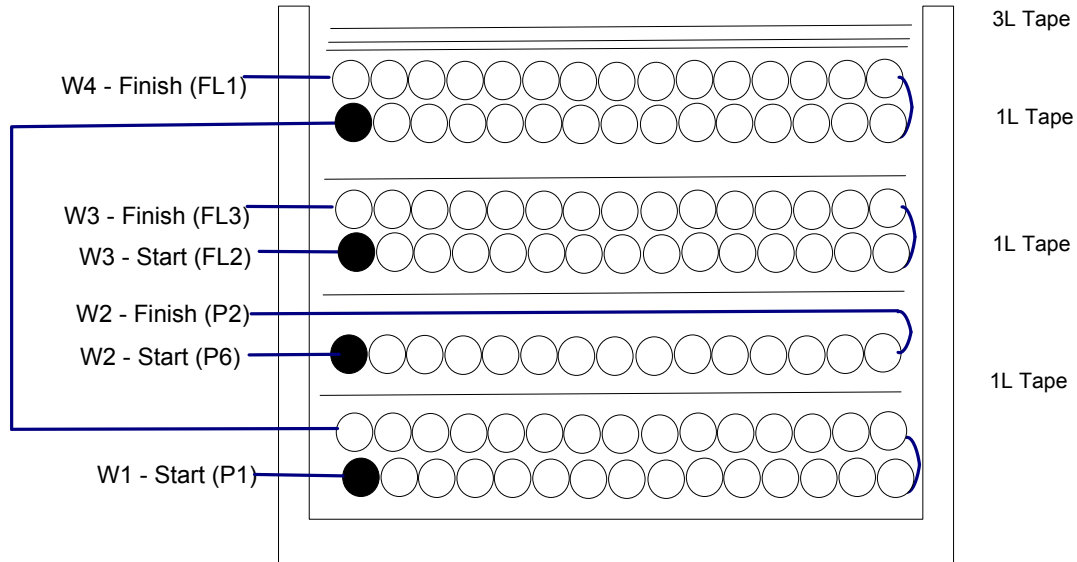 3L Tape
W4 - Finish (FL1)
1L Tape
W3 - Finish (FL3)
W3 - Start (FL2)
1L Tape
W2 - Finish (P2)
W2 - Start (P6)
1L Tape
W1 - Start (P1)